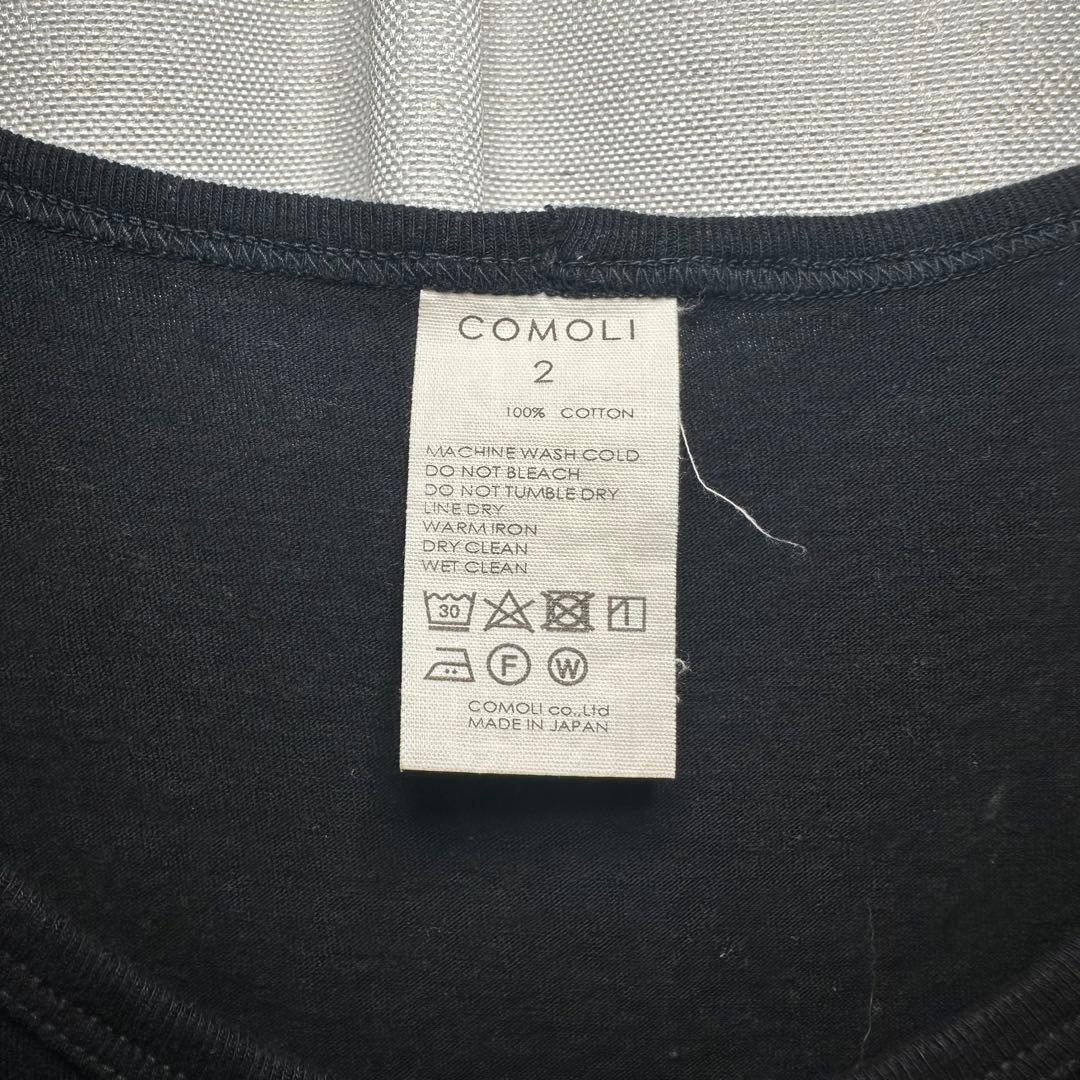 COMOLI
2
100% COTTON
MACHINE WASH COLD
DO NOT BLEACH
DO NOT TUMBLE DRY
LINE DRY
WARM IRON
DRY CLEAN
WET CLEAN
30
F W
COMOLI co.,Ltd
MADE IN JAPAN